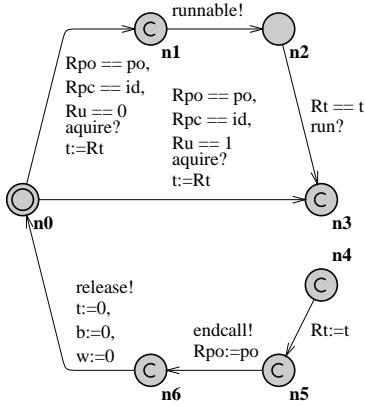 runnable!
n1
n2
Rpo == po,
Rpc == id,
Ru == 0
aquire?
t:=Rt
Rpo == po,
Rpc == id,
Ru == 1
aquire?
t:=Rt
Rt == t
run?
n0
n3
n4
release!
t:=0,
b:=0,
w:=0
endcall!
Rpo:=po
Rt:=t
n6
n5